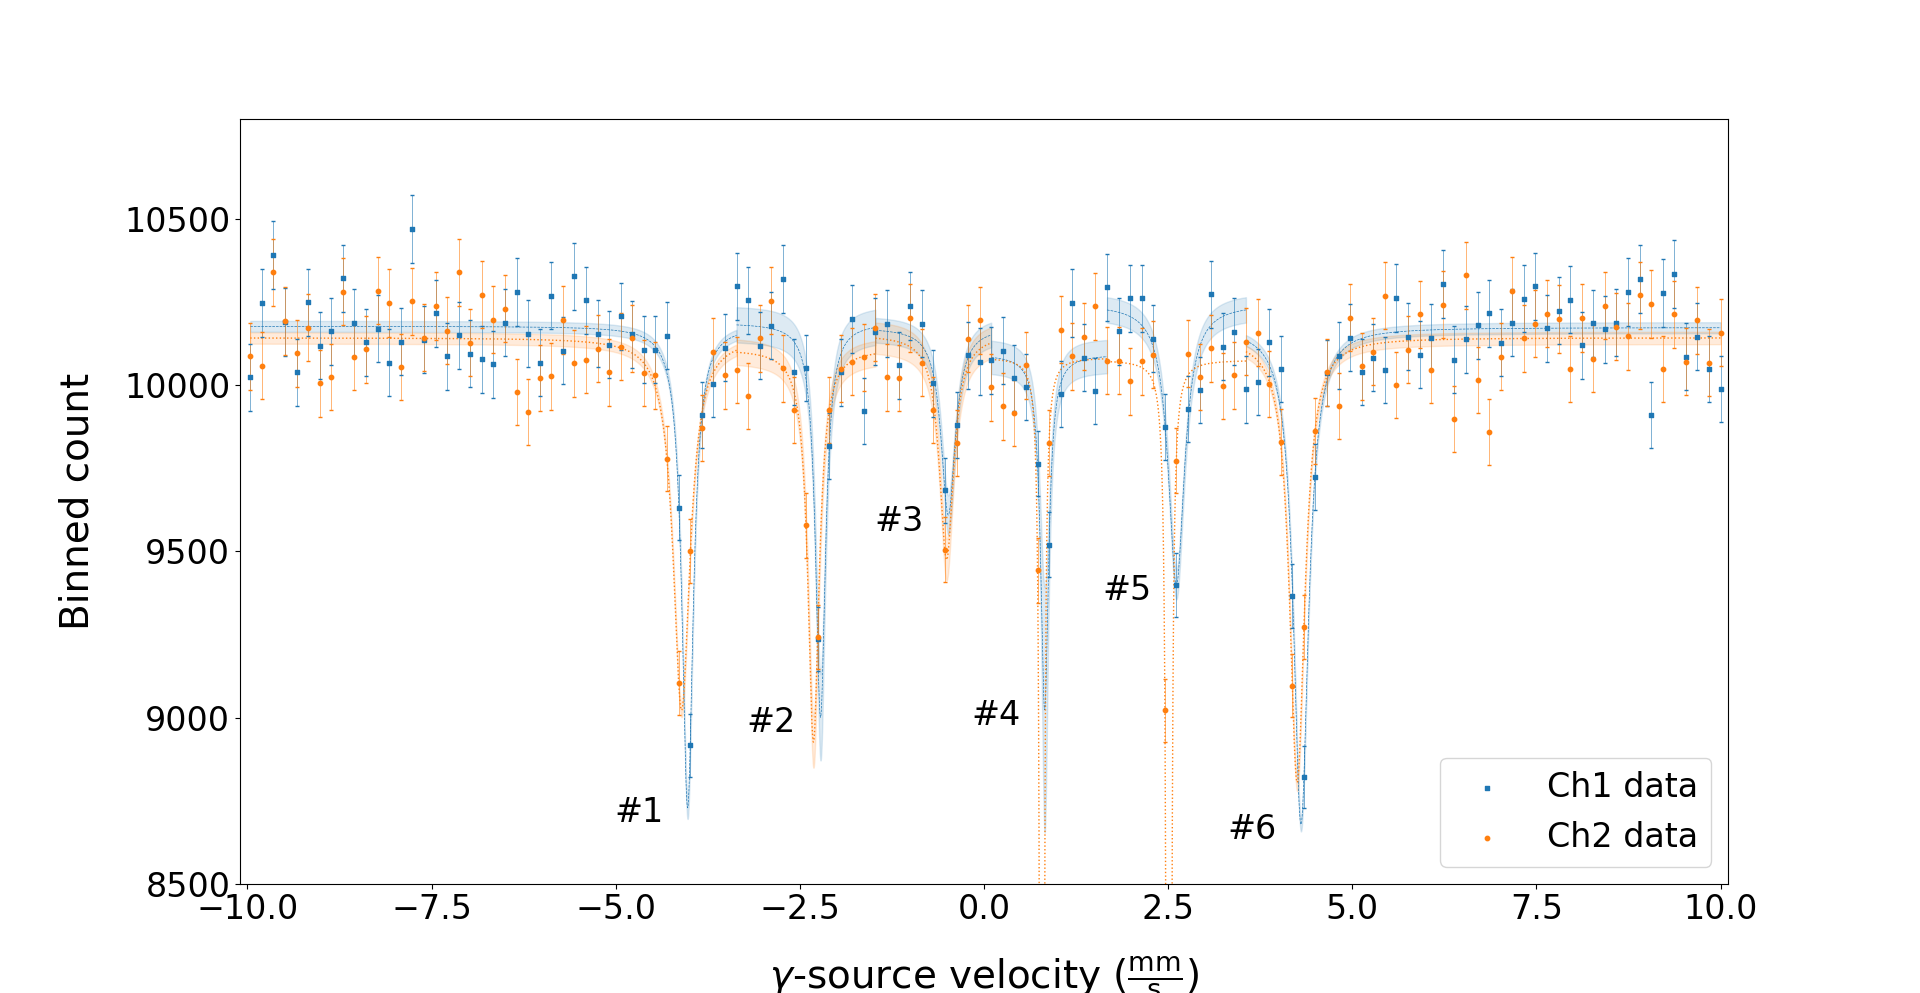 10500
10000
9500
9000
8500
Binned count
#1
#2
#3
#4
#5
#6
Ch1 data
Ch2 data
−10.0 −7.5 −5.0 −2.5 0.0 2.5 5.0 7.5 10.0
γ-source velocity (mm/s)